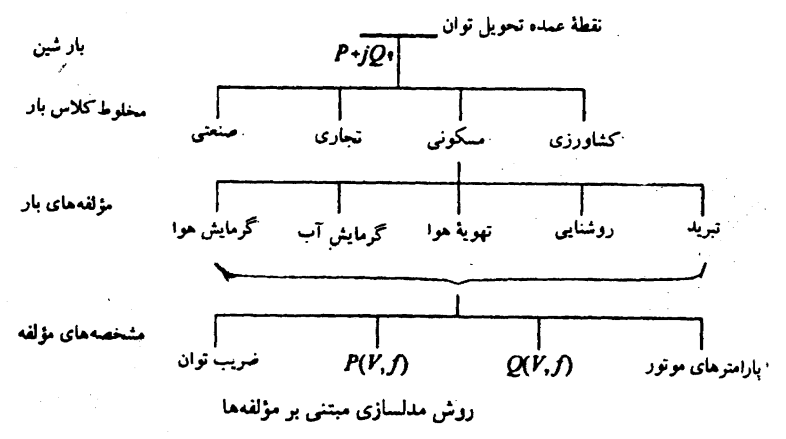 نقطهٔ عمده تحویل توان
بار شین
P+jQ
مخلوط کلاس بار
کشاورزی مسکونی تجاری صنعتی
مؤلفه‌های بار
تبرید روشنایی تهویهٔ هوا گرمایش آب گرمایش هوا
مشخصه‌های مؤلفه
پارامترهای موتور Q(V,f) P(V,f) ضریب توان
روش مدلسازی مبتنی بر مؤلفه‌ها